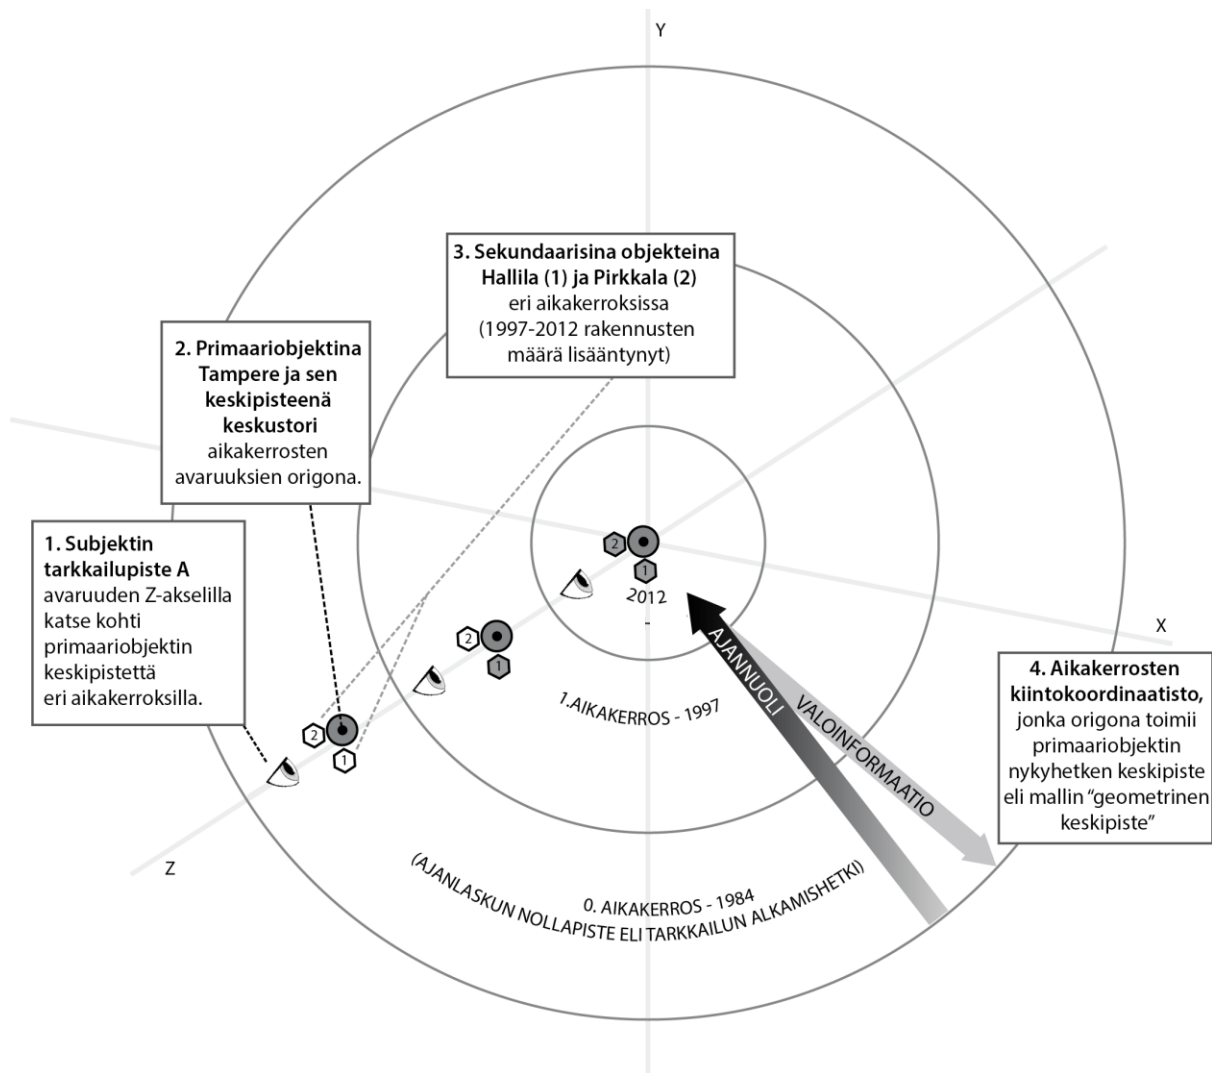 Y
3. Sekundaarisina objekteina
Hallila (1) ja Pirkkala (2)
eri aikakerroksissa
(1997-2012 rakennusten
määrä lisääntynyt)
2. Primaariobjektina
Tampere ja sen
keskipisteenä
keskustori
aikakerrosten
avaruuksien origona.
1. Subjektin
tarkkailupiste A
avaruuden Z-akselilla
katse kohti
primaariobjektin
keskipistettä
eri aikakerroksilla.
2
1
2012
-
2
1
2
1
X
Z
AJANNUOLI
VALOINFORMAATIO
1.AIKAKERROS - 1997
4. Aikakerrosten
kiintokoordinaatisto,
jonka origona toimii
primaariobjektin
nykyhetken keskipiste
eli mallin “geometrinen
keskipiste”
0. AIKAKERROS - 1984
(AJANLASKUN NOLLAPISTE ELI TARKKAILUN ALKAMISHETKI)